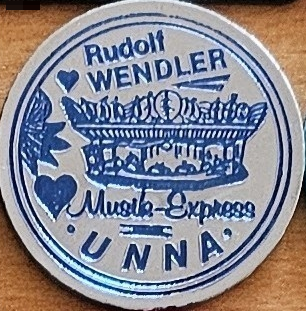 Rudolf
WENDLER
Musik-Express
· UNNA ·